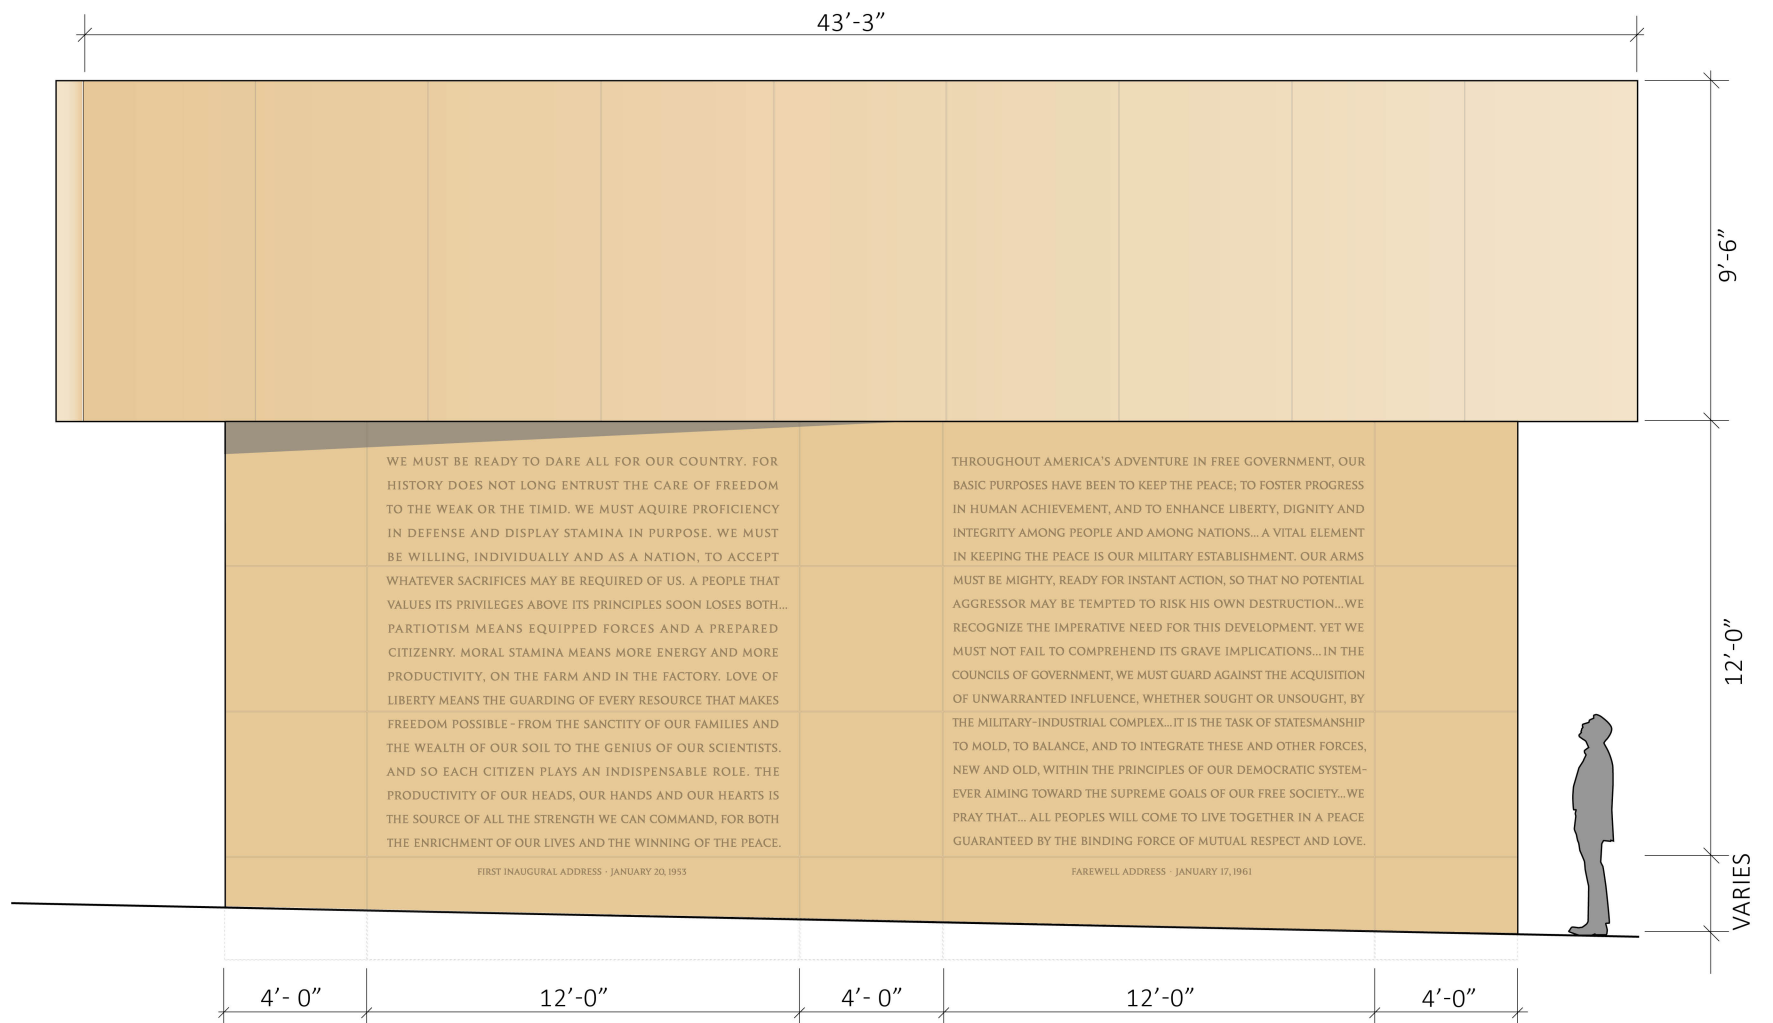 43'-3"
9'-6"
WE MUST BE READY TO DARE ALL FOR OUR COUNTRY. FOR
HISTORY DOES NOT LONG ENTRUST THE CARE OF FREEDOM
TO THE WEAK OR THE TIMID. WE MUST AQUIRE PROFICIENCY
IN DEFENSE AND DISPLAY STAMINA IN PURPOSE. WE MUST
BE WILLING, INDIVIDUALLY AND AS A NATION, TO ACCEPT
WHATEVER SACRIFICES MAY BE REQUIRED OF US. A PEOPLE THAT
VALUES ITS PRIVILEGES ABOVE ITS PRINCIPLES SOON LOSES BOTH...
PARTIOTISM MEANS EQUIPPED FORCES AND A PREPARED
CITIZENRY. MORAL STAMINA MEANS MORE ENERGY AND MORE
PRODUCTIVITY, ON THE FARM AND IN THE FACTORY. LOVE OF
LIBERTY MEANS THE GUARDING OF EVERY RESOURCE THAT MAKES
FREEDOM POSSIBLE - FROM THE SANCTITY OF OUR FAMILIES AND
THE WEALTH OF OUR SOIL TO THE GENIUS OF OUR SCIENTISTS.
AND SO EACH CITIZEN PLAYS AN INDISPENSABLE ROLE. THE
PRODUCTIVITY OF OUR HEADS, OUR HANDS AND OUR HEARTS IS
THE SOURCE OF ALL THE STRENGTH WE CAN COMMAND, FOR BOTH
THE ENRICHMENT OF OUR LIVES AND THE WINNING OF THE PEACE.
FIRST INAUGURAL ADDRESS · JANUARY 20, 1953
THROUGHOUT AMERICA'S ADVENTURE IN FREE GOVERNMENT, OUR
BASIC PURPOSES HAVE BEEN TO KEEP THE PEACE; TO FOSTER PROGRESS
IN HUMAN ACHIEVEMENT, AND TO ENHANCE LIBERTY, DIGNITY AND
INTEGRITY AMONG PEOPLE AND AMONG NATIONS... A VITAL ELEMENT
IN KEEPING THE PEACE IS OUR MILITARY ESTABLISHMENT. OUR ARMS
MUST BE MIGHTY, READY FOR INSTANT ACTION, SO THAT NO POTENTIAL
AGGRESSOR MAY BE TEMPTED TO RISK HIS OWN DESTRUCTION...WE
RECOGNIZE THE IMPERATIVE NEED FOR THIS DEVELOPMENT. YET WE
MUST NOT FAIL TO COMPREHEND ITS GRAVE IMPLICATIONS...IN THE
COUNCILS OF GOVERNMENT, WE MUST GUARD AGAINST THE ACQUISITION
OF UNWARRANTED INFLUENCE, WHETHER SOUGHT OR UNSOUGHT, BY
THE MILITARY-INDUSTRIAL COMPLEX...IT IS THE TASK OF STATESMANSHIP
TO MOLD, TO BALANCE, AND TO INTEGRATE THESE AND OTHER FORCES,
NEW AND OLD, WITHIN THE PRINCIPLES OF OUR DEMOCRATIC SYSTEM-
EVER AIMING TOWARD THE SUPREME GOALS OF OUR FREE SOCIETY...WE
PRAY THAT... ALL PEOPLES WILL COME TO LIVE TOGETHER IN A PEACE
GUARANTEED BY THE BINDING FORCE OF MUTUAL RESPECT AND LOVE.
FAREWELL ADDRESS · JANUARY 17, 1961
12'-0"
VARIES
4'- 0"
12'-0"
4'- 0"
12'-0"
4'-0"